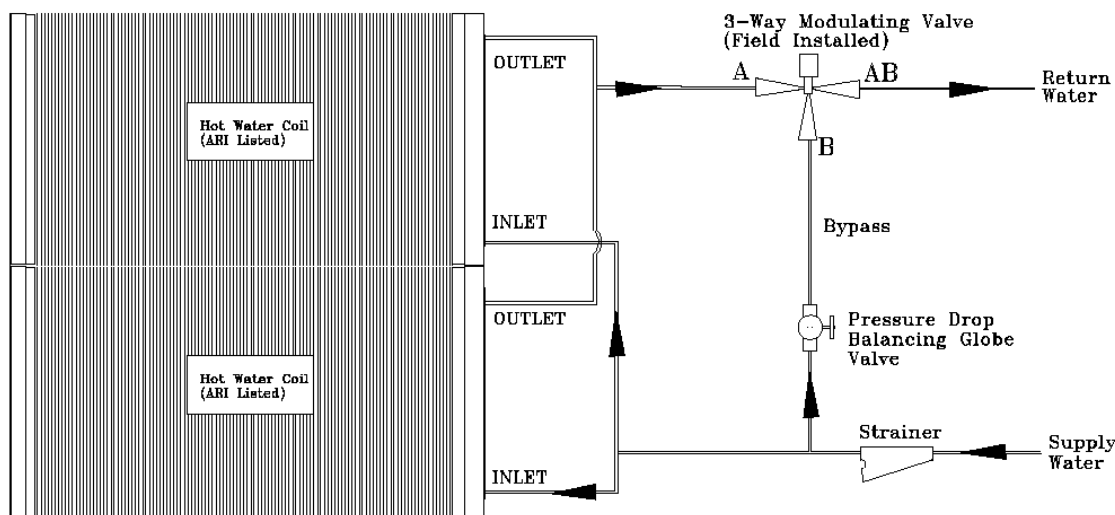 3-Way Modulating Valve
(Field Installed)
OUTLET
A
AB
Return
Water
Hot Water Coil
(ARI Listed)
B
INLET
Bypass
OUTLET
Pressure Drop
Balancing Globe
Valve
Hot Water Coil
(ARI Listed)
Strainer
Supply
Water
INLET